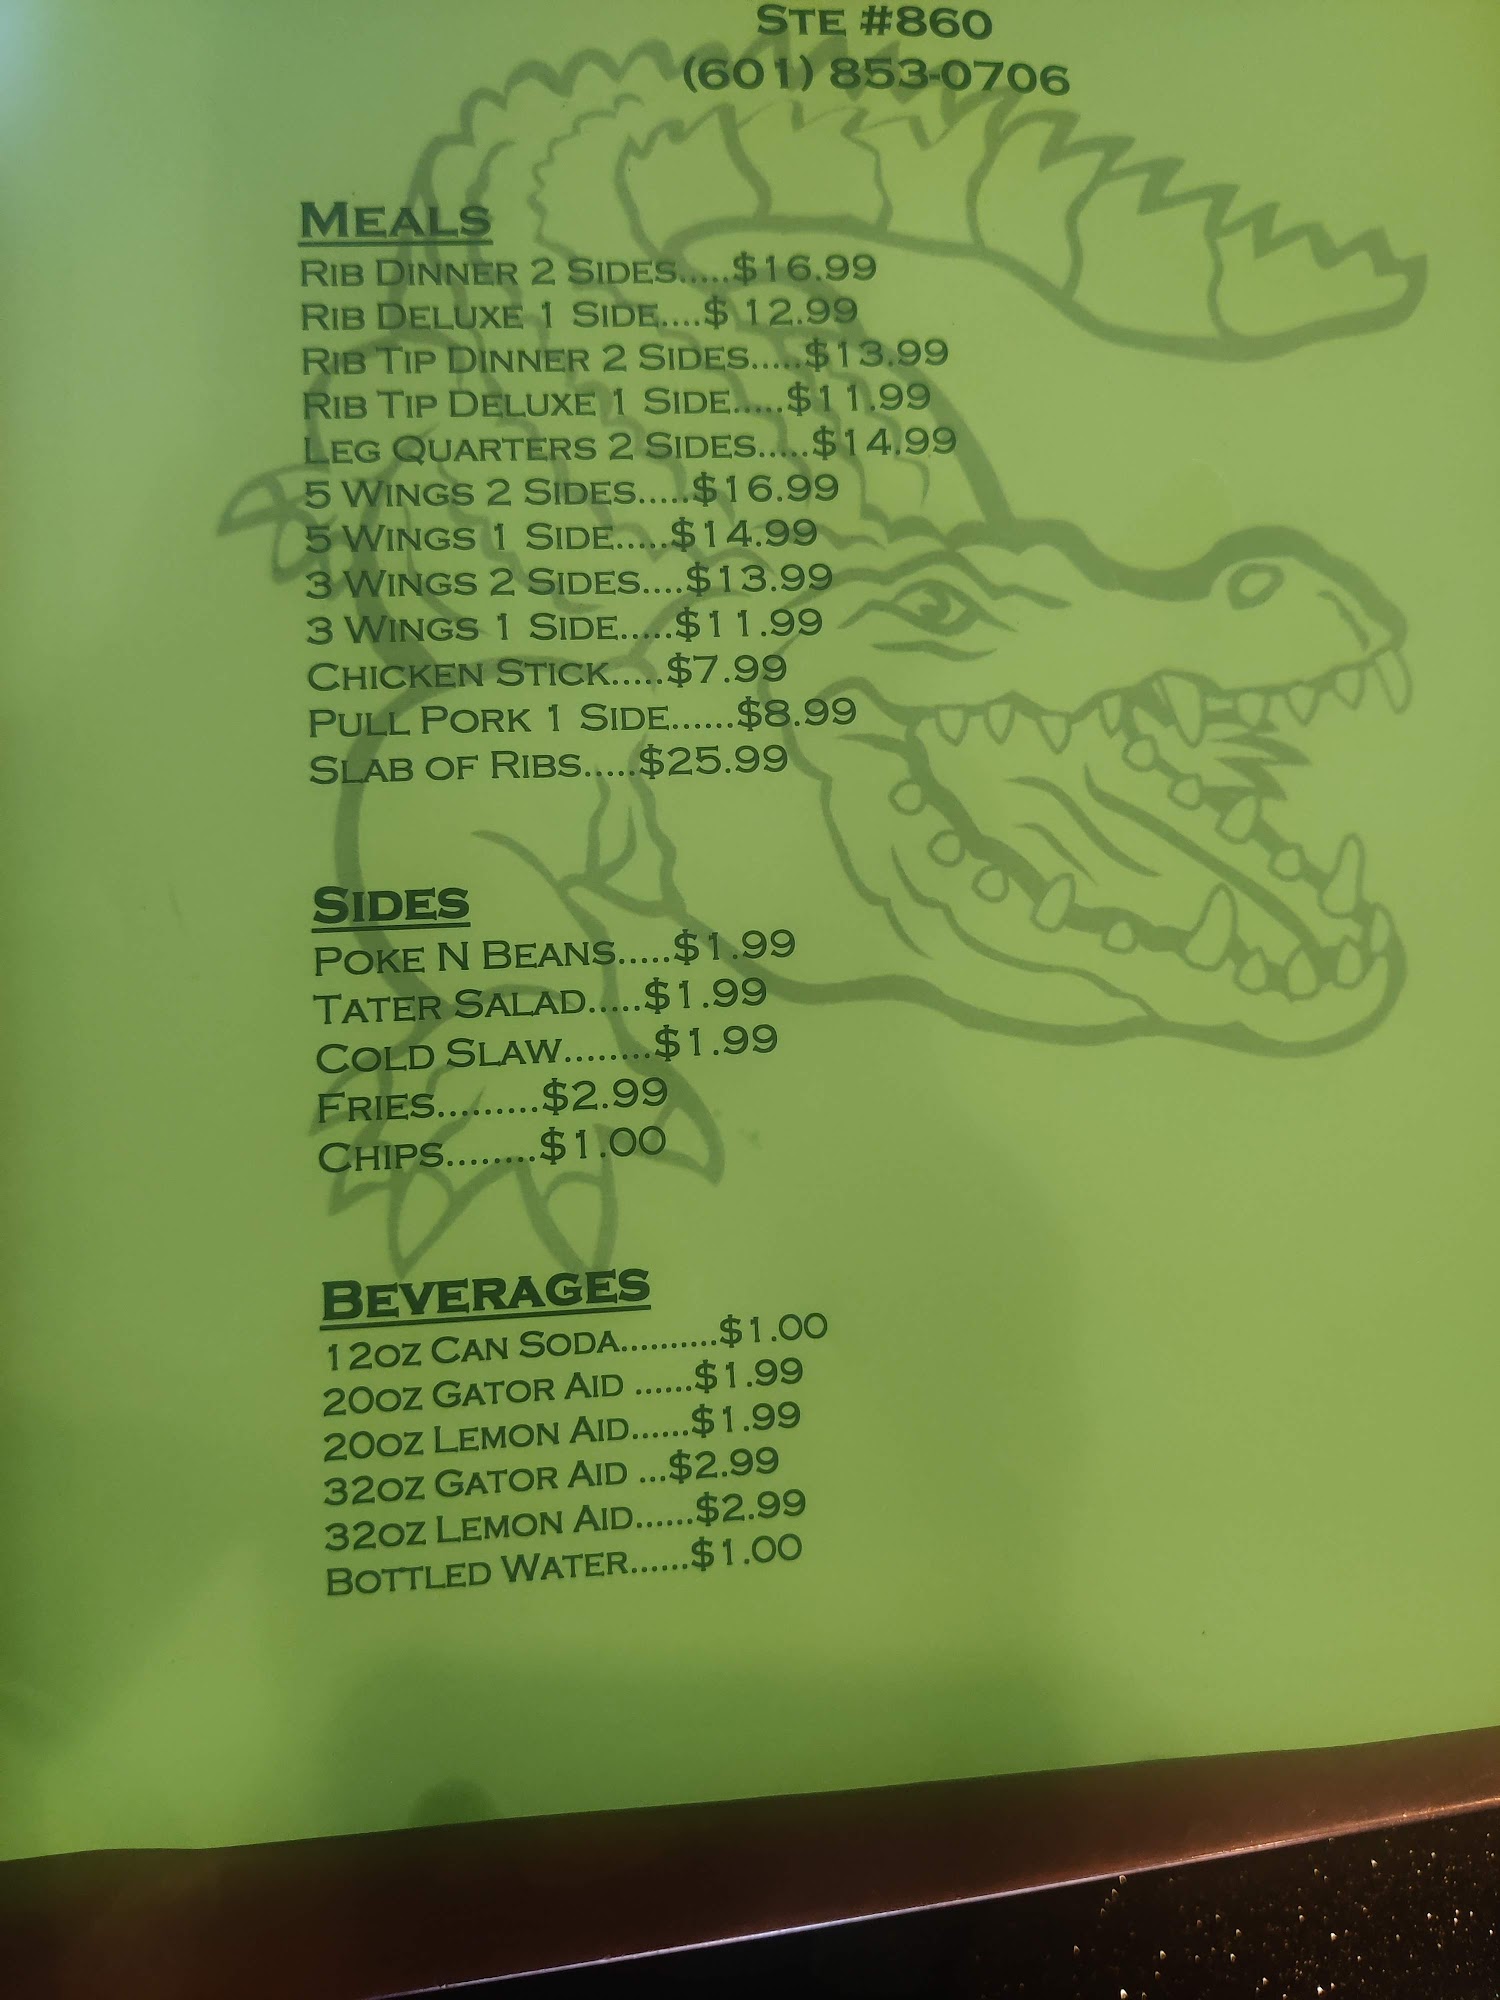 STE #860
(601) 853-0706
MEALS
RIB DINNER 2 SIDES.....$16.99
RIB DELUXE 1 SIDE....$ 12.99
RIB TIP DINNER 2 SIDES.....$13.99
RIB TIP DELUXE 1 SIDE.....$11.99
LEG QUARTERS 2 SIDES.....$14.99
5 WINGS 2 SIDES.....$16.99
5 WINGS 1 SIDE.....$14.99
3 WINGS 2 SIDES....$13.99
3 WINGS 1 SIDE.....$11.99
CHICKEN STICK.....$7.99
PULL PORK 1 SIDE......$8.99
SLAB OF RIBS.....$25.99
SIDES
POKE N BEANS.....$1.99
TATER SALAD.....$1.99
COLD SLAW........$1.99
FRIES.........$2.99
CHIPS........$1.00
BEVERAGES
12OZ CAN SODA..........$1.00
20OZ GATOR AID ......$1.99
20OZ LEMON AID......$1.99
32OZ GATOR AID ...$2.99
32OZ LEMON AID......$2.99
BOTTLED WATER......$1.00